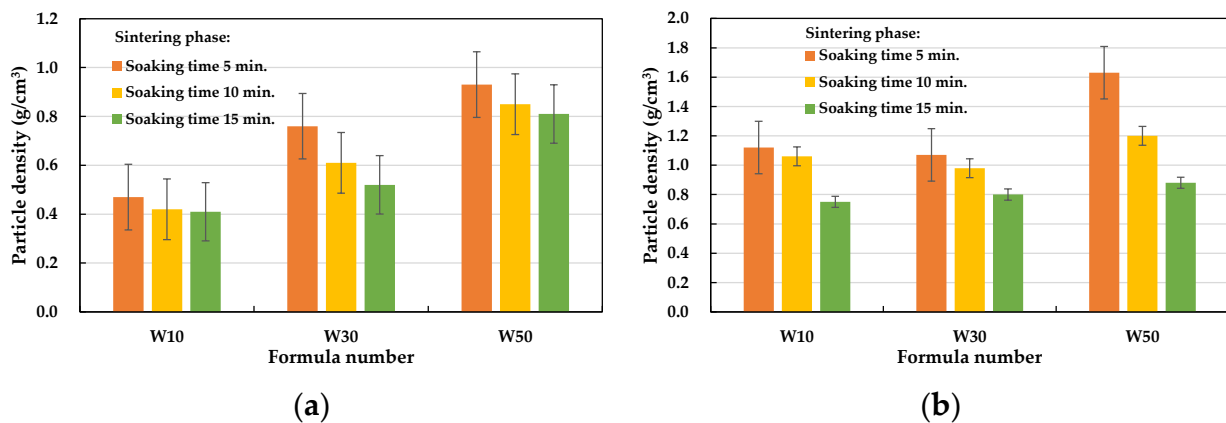 Particle density (g/cm³)
1.2
1.0
0.8
0.6
0.4
0.2
0.0
Sintering phase:
Soaking time 5 min.
Soaking time 10 min.
Soaking time 15 min.
W10 W30 W50
Formula number
(a)
Particle density (g/cm³)
2.0
1.8
1.6
1.4
1.2
1.0
0.8
0.6
0.4
0.2
0.0
Sintering phase:
Soaking time 5 min.
Soaking time 10 min.
Soaking time 15 min.
W10 W30 W50
Formula number
(b)